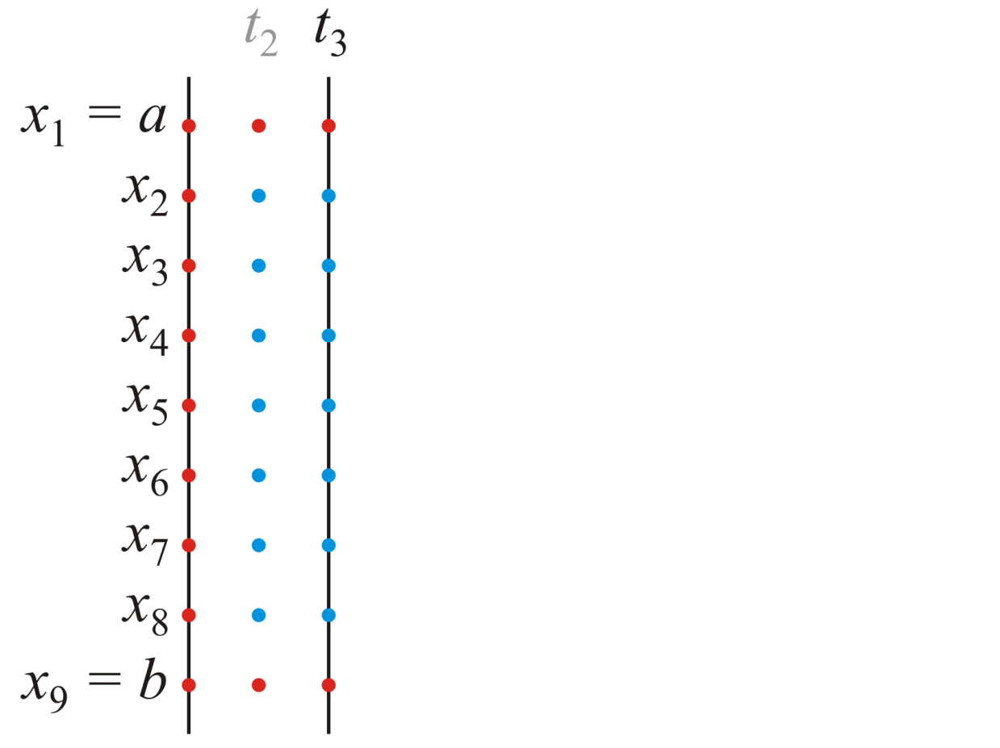 t₂ t₃
x₁ = a
x₂
x₃
x₄
x₅
x₆
x₇
x₈
x₉ = b